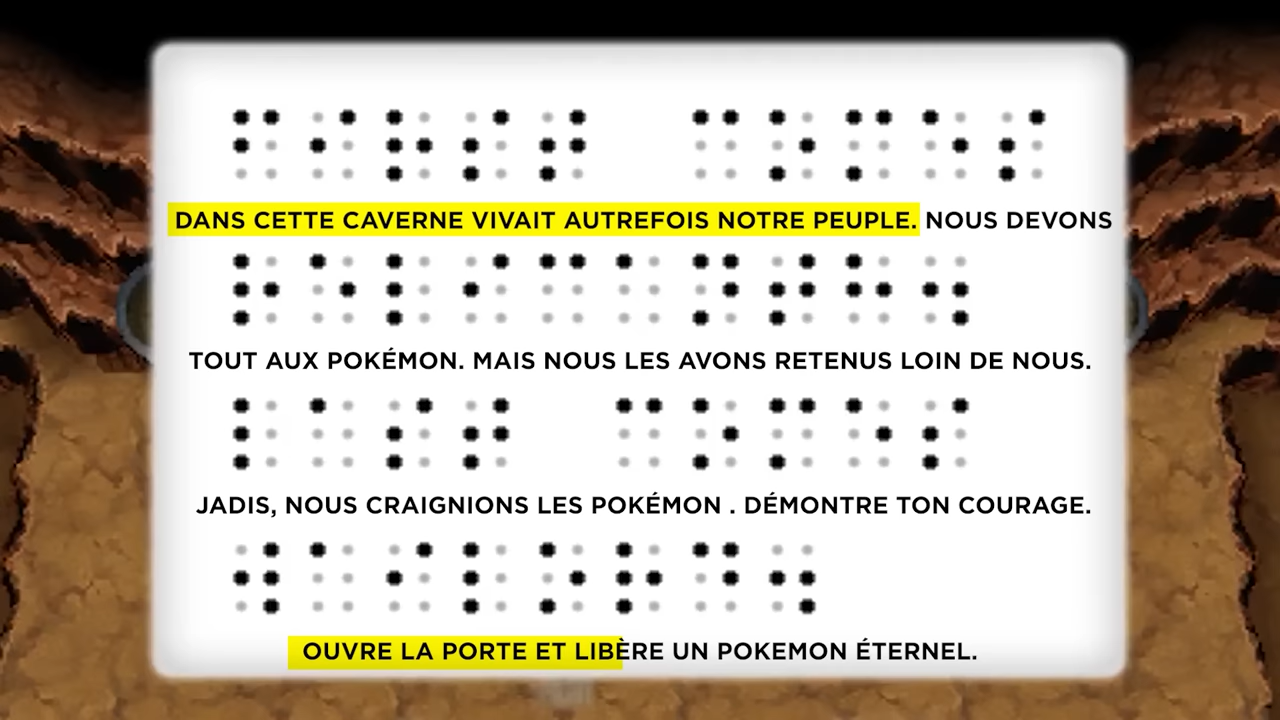 ⠋⠊⠗⠎⠞ ⠉⠕⠍⠑⠎
DANS CETTE CAVERNE VIVAIT AUTREFOIS NOTRE PEUPLE. NOUS DEVONS
⠗⠑⠇⠊⠉⠁⠝⠞⠓⠲
TOUT AUX POKÉMON. MAIS NOUS LES AVONS RETENUS LOIN DE NOUS.
⠇⠁⠎⠞ ⠉⠕⠍⠑⠎
JADIS, NOUS CRAIGNIONS LES POKÉMON . DÉMONTRE TON COURAGE.
⠺⠁⠊⠇⠕⠗⠙⠲
OUVRE LA PORTE ET LIBÈRE UN POKEMON ÉTERNEL.